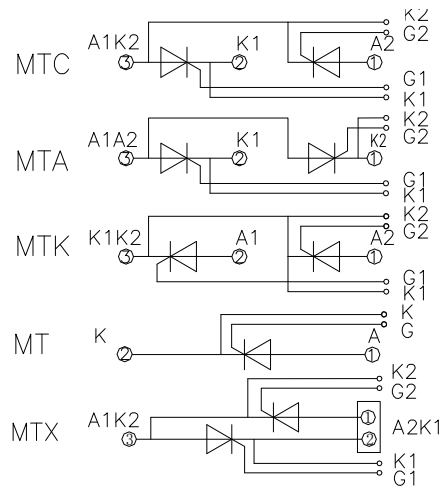 K2
G2
A1K2 K1 A2
MTC ③ ② ①
G1
K1
K2
A1A2 K1 K2 G2
MTA ③ ② ①
G1
K1
K2
G2
K1K2 A1 A2
MTK ③ ② ①
G1
K1
K
MT K A G
② ①
K2
G2
MTX A1K2 ① A2K1
③ ②
K1
G1